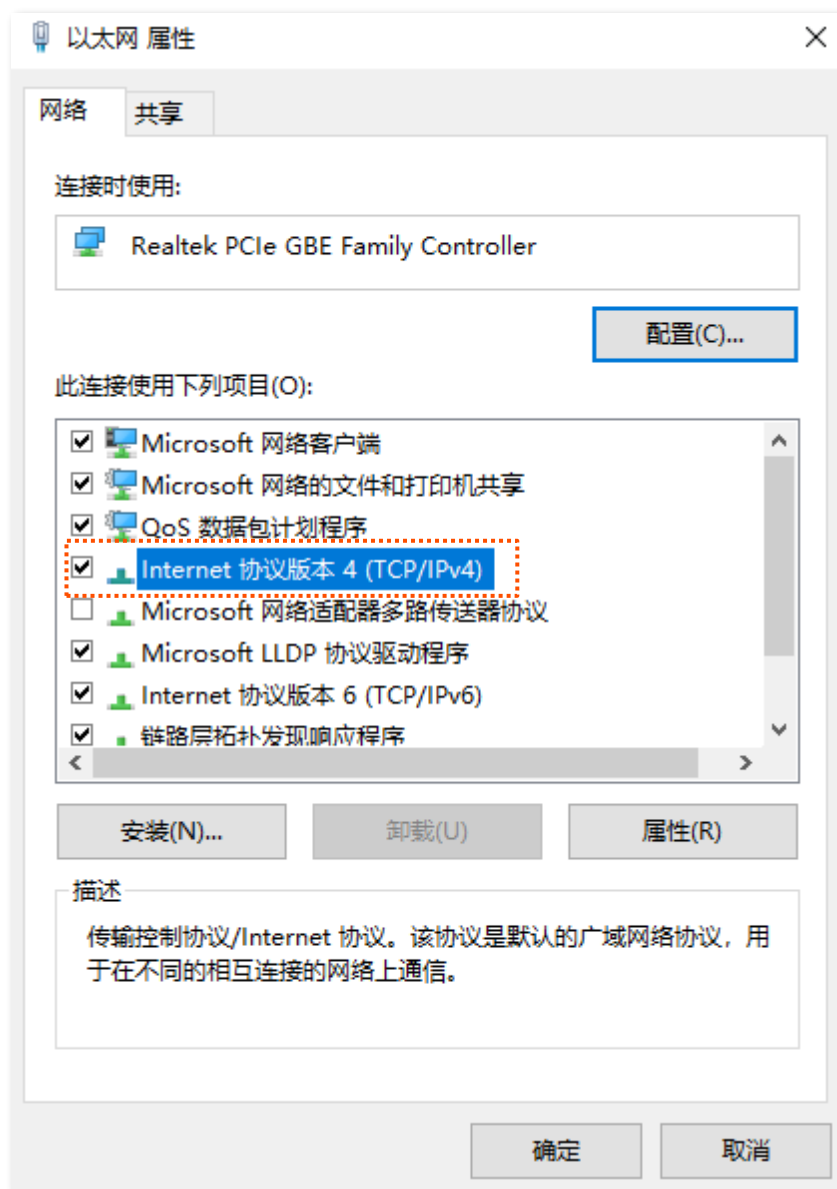 以太网 属性
网络
共享
连接时使用:
Realtek PCIe GBE Family Controller
配置(C)...
此连接使用下列项目(O):
Microsoft 网络客户端
Microsoft 网络的文件和打印机共享
QoS 数据包计划程序
Internet 协议版本 4 (TCP/IPv4)
Microsoft 网络适配器多路传送器协议
Microsoft LLDP 协议驱动程序
Internet 协议版本 6 (TCP/IPv6)
链路层拓扑发现响应程序
安装(N)...
卸载(U)
属性(R)
描述
传输控制协议/Internet 协议。该协议是默认的广域网络协议，用
于在不同的相互连接的网络上通信。
确定
取消